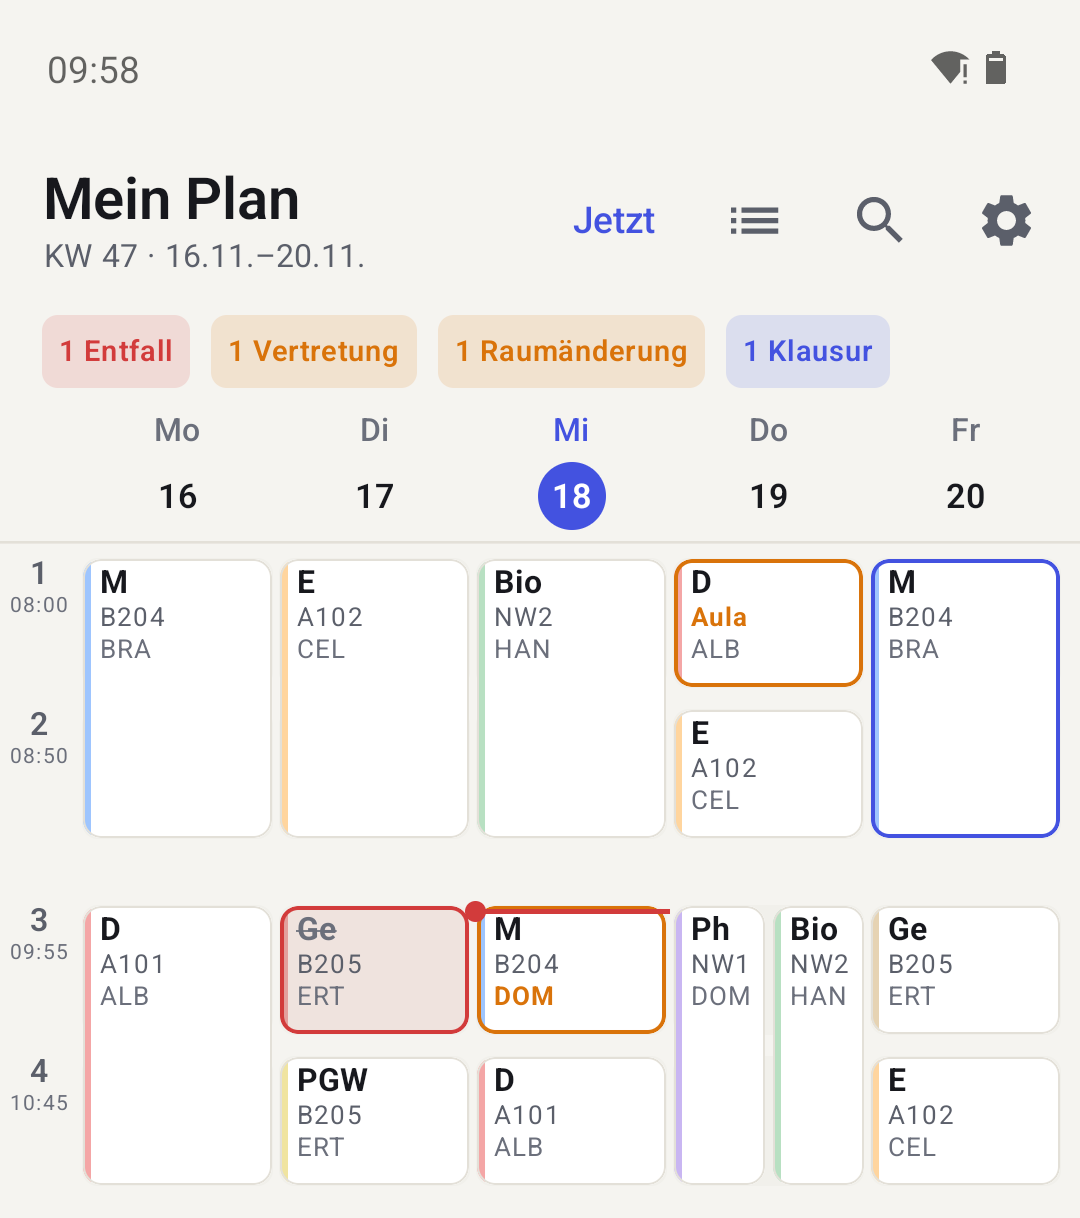 09:58
Mein Plan
KW 47 · 16.11.–20.11.
Jetzt
1 Entfall
1 Vertretung
1 Raumänderung
1 Klausur
Mo
Di
Mi
Do
Fr
16
17
18
19
20
1
08:00
M
B204
BRA
E
A102
CEL
Bio
NW2
HAN
D
Aula
ALB
M
B204
BRA
2
08:50
E
A102
CEL
3
09:55
D
A101
ALB
Ge
B205
ERT
M
B204
DOM
Ph
NW1
DOM
Bio
NW2
HAN
Ge
B205
ERT
4
10:45
PGW
B205
ERT
D
A101
ALB
E
A102
CEL